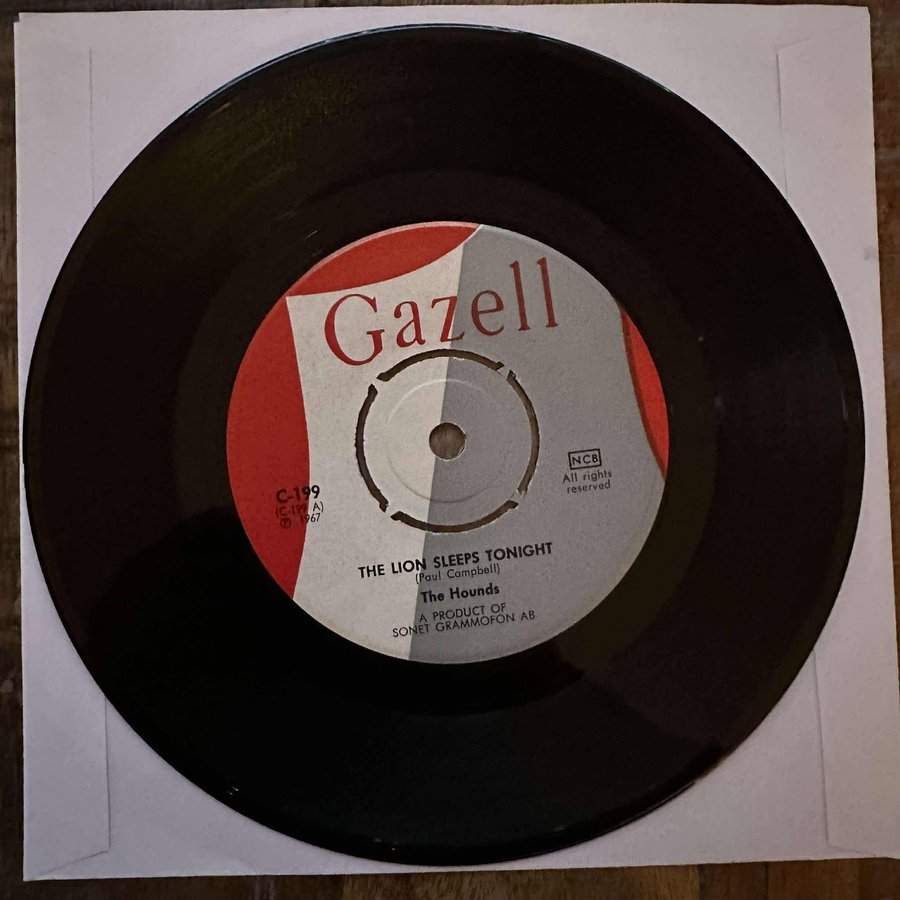 Gazell
NCB
All rights
reserved
C-199
(C-199 A)
℗ 1967
THE LION SLEEPS TONIGHT
(Paul Campbell)
The Hounds
A PRODUCT OF
SONET GRAMMOFON AB